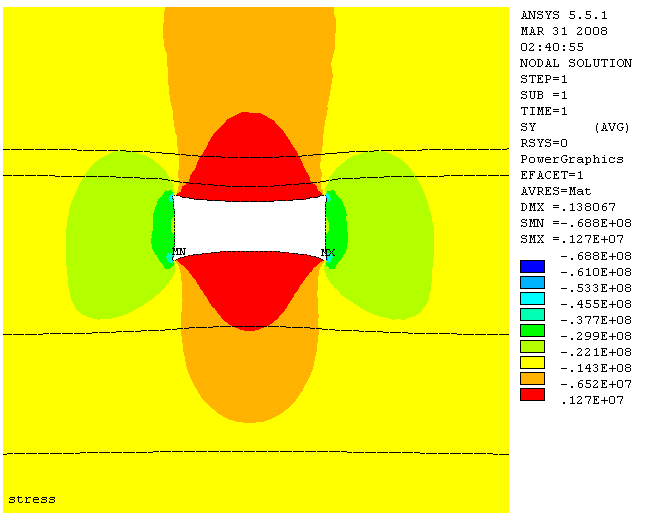 ANSYS 5.5.1
MAR 31 2008
02:40:55
NODAL SOLUTION
STEP=1
SUB =1
TIME=1
SY (AVG)
RSYS=0
PowerGraphics
EFACET=1
AVRES=Mat
DMX =.138067
SMN =-.688E+08
SMX =.127E+07
-.688E+08
-.610E+08
-.533E+08
-.455E+08
-.377E+08
-.299E+08
-.221E+08
-.143E+08
-.652E+07
.127E+07
MN MX
stress